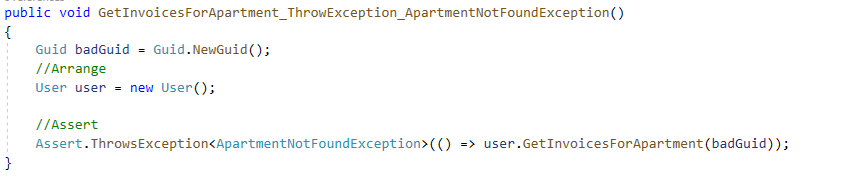 public void GetInvoicesForApartment_ThrowException_ApartmentNotFoundException()
{
Guid badGuid = Guid.NewGuid();
//Arrange
User user = new User();
//Assert
Assert.ThrowsException<ApartmentNotFoundException>(() => user.GetInvoicesForApartment(badGuid));
}